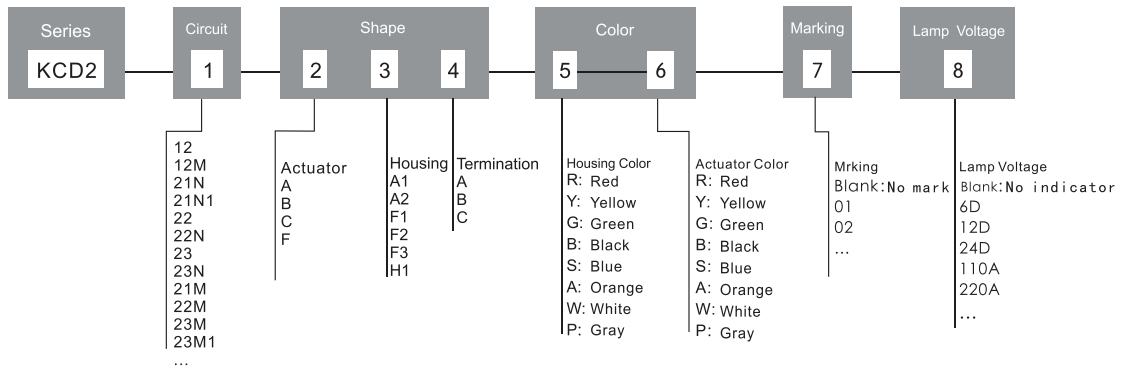 Series
KCD2
Circuit
1
Shape
2 3 4
Color
5 6
Marking
7
Lamp Voltage
8
12
12M
21N
21N1
22
22N
23
23N
21M
22M
23M
23M1
...
Actuator
A
B
C
F
Housing
A1
A2
F1
F2
F3
H1
Termination
A
B
C
Housing Color
R: Red
Y: Yellow
G: Green
B: Black
S: Blue
A: Orange
W: White
P: Gray
Actuator Color
R: Red
Y: Yellow
G: Green
B: Black
S: Blue
A: Orange
W: White
P: Gray
Mrking
Blank:No mark
01
02
...
Lamp Voltage
Blank:No indicator
6D
12D
24D
110A
220A
...